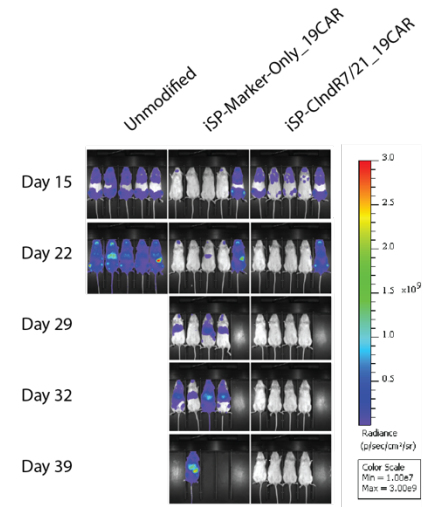 Unmodified
iSP-Marker-Only_19CAR
iSP-CIndR7/21_19CAR
Day 15
Day 22
Day 29
Day 32
Day 39
3.0
2.5
2.0
1.5 ×10⁹
1.0
0.5
Radiance
(p/sec/cm²/sr)
Color Scale
Min = 1.00e7
Max = 3.00e9